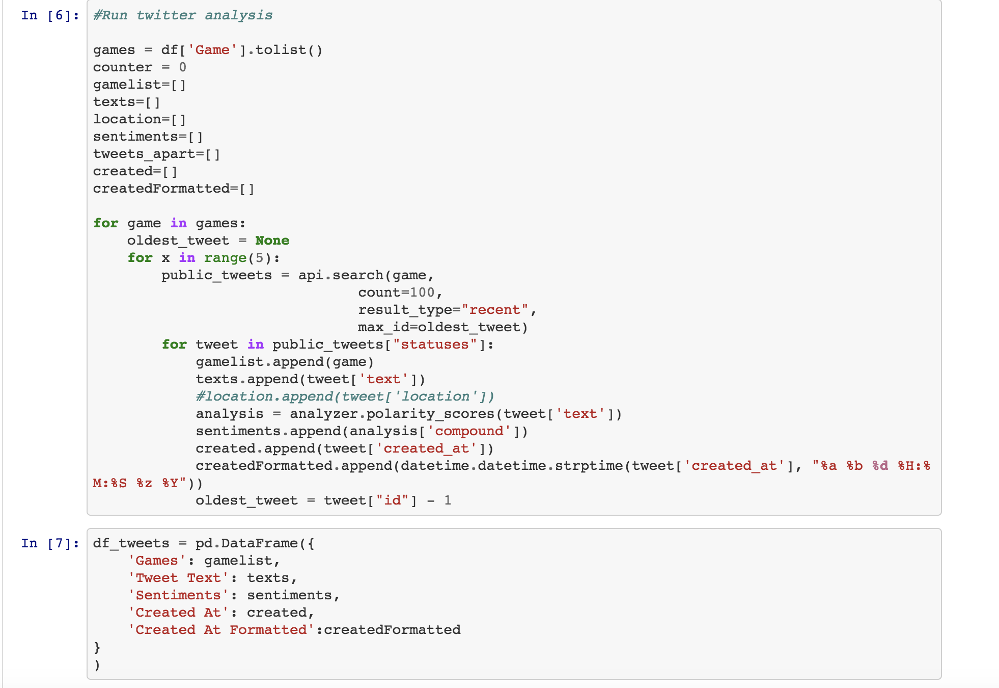 In [6]: #Run twitter analysis

games = df['Game'].tolist()
counter = 0
gamelist=[]
texts=[]
location=[]
sentiments=[]
tweets_apart=[]
created=[]
createdFormatted=[]

for game in games:
    oldest_tweet = None
    for x in range(5):
        public_tweets = api.search(game,
                               count=100,
                               result_type="recent",
                               max_id=oldest_tweet)
        for tweet in public_tweets["statuses"]:
            gamelist.append(game)
            texts.append(tweet['text'])
            #location.append(tweet['location'])
            analysis = analyzer.polarity_scores(tweet['text'])
            sentiments.append(analysis['compound'])
            created.append(tweet['created_at'])
            createdFormatted.append(datetime.datetime.strptime(tweet['created_at'], "%a %b %d %H:%
M:%S %z %Y"))
            oldest_tweet = tweet["id"] - 1

In [7]: df_tweets = pd.DataFrame({
    'Games': gamelist,
    'Tweet Text': texts,
    'Sentiments': sentiments,
    'Created At': created,
    'Created At Formatted':createdFormatted
}
)